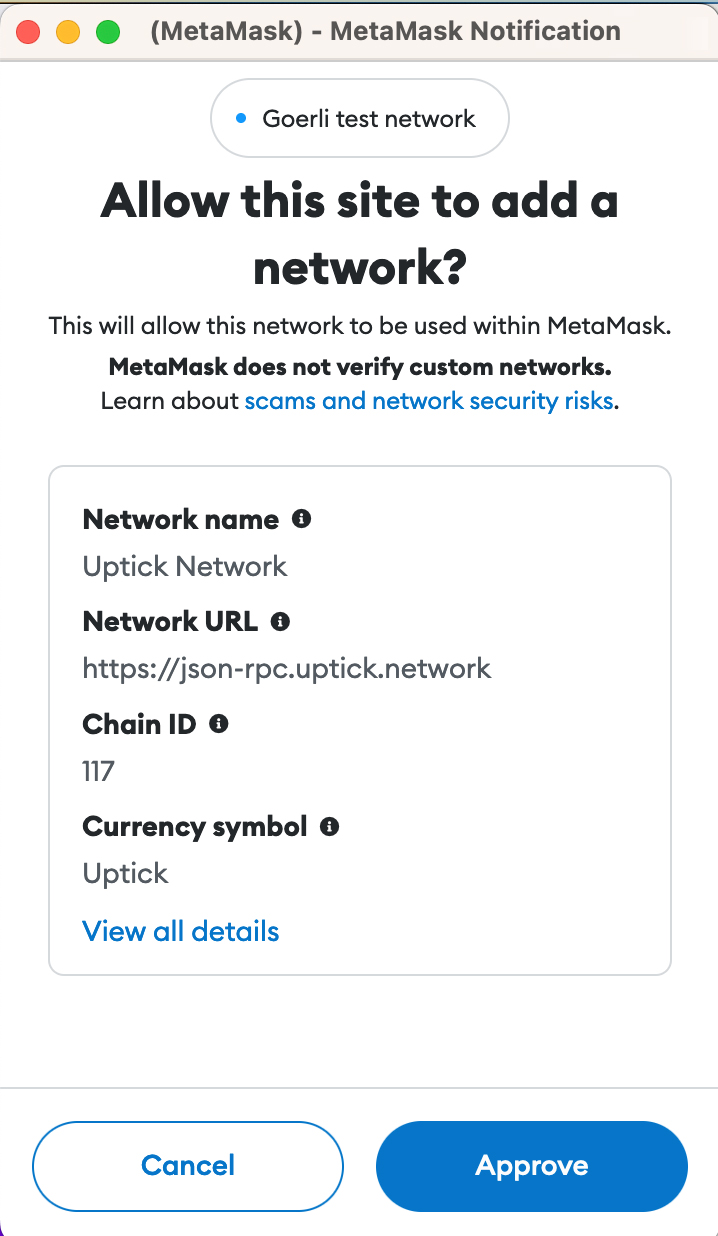 (MetaMask) - MetaMask Notification
Goerli test network
Allow this site to add a
network?
This will allow this network to be used within MetaMask.
MetaMask does not verify custom networks.
Learn about scams and network security risks.
Network name
Uptick Network
Network URL
https://json-rpc.uptick.network
Chain ID
117
Currency symbol
Uptick
View all details
Cancel
Approve